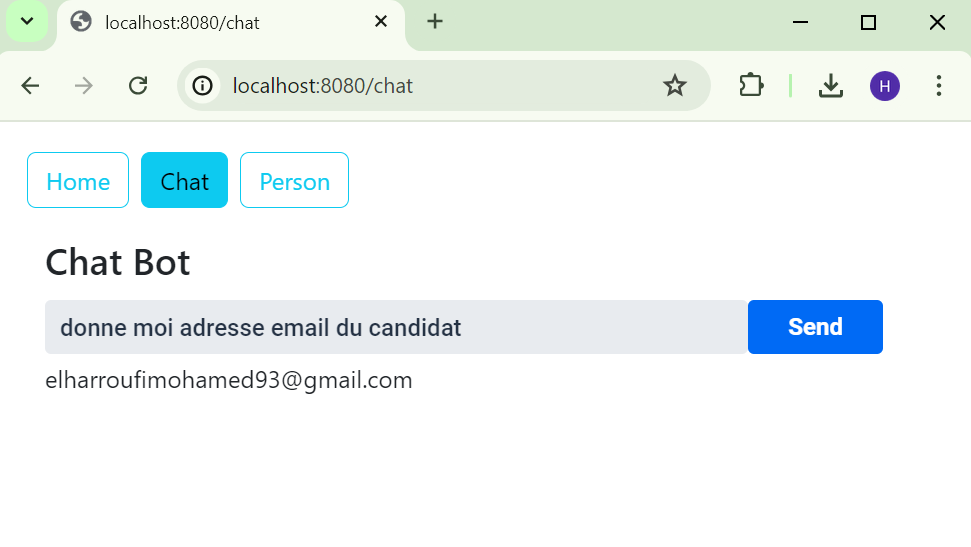 localhost:8080/chat
localhost:8080/chat
H
Home Chat Person
Chat Bot
donne moi adresse email du candidat Send
elharroufimohamed93@gmail.com